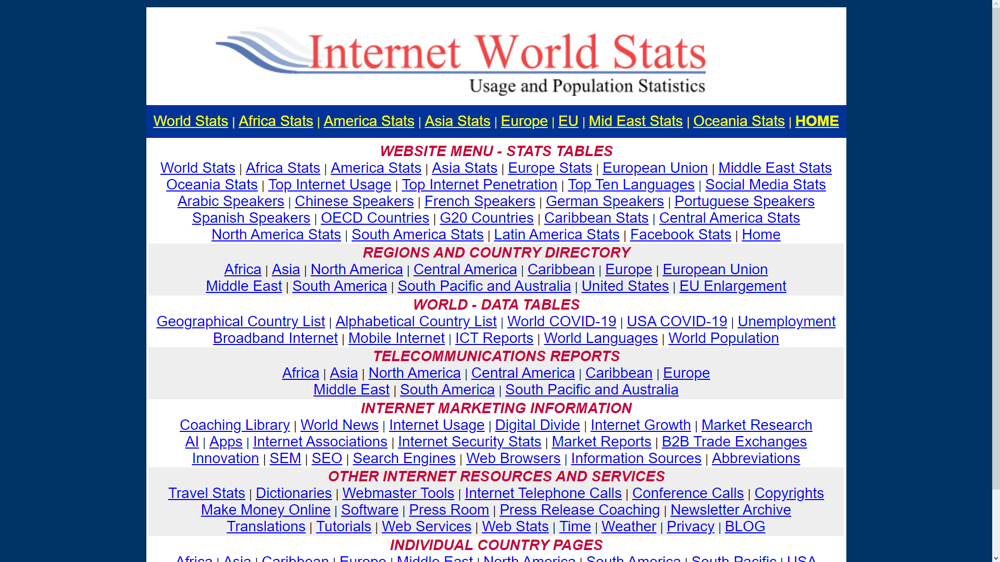 Internet World Stats
Usage and Population Statistics
World Stats | Africa Stats | America Stats | Asia Stats | Europe | EU | Mid East Stats | Oceania Stats | HOME
WEBSITE MENU - STATS TABLES
World Stats | Africa Stats | America Stats | Asia Stats | Europe Stats | European Union | Middle East Stats
Oceania Stats | Top Internet Usage | Top Internet Penetration | Top Ten Languages | Social Media Stats
Arabic Speakers | Chinese Speakers | French Speakers | German Speakers | Portuguese Speakers
Spanish Speakers | OECD Countries | G20 Countries | Caribbean Stats | Central America Stats
North America Stats | South America Stats | Latin America Stats | Facebook Stats | Home
REGIONS AND COUNTRY DIRECTORY
Africa | Asia | North America | Central America | Caribbean | Europe | European Union
Middle East | South America | South Pacific and Australia | United States | EU Enlargement
WORLD - DATA TABLES
Geographical Country List | Alphabetical Country List | World COVID-19 | USA COVID-19 | Unemployment
Broadband Internet | Mobile Internet | ICT Reports | World Languages | World Population
TELECOMMUNICATIONS REPORTS
Africa | Asia | North America | Central America | Caribbean | Europe
Middle East | South America | South Pacific and Australia
INTERNET MARKETING INFORMATION
Coaching Library | World News | Internet Usage | Digital Divide | Internet Growth | Market Research
AI | Apps | Internet Associations | Internet Security Stats | Market Reports | B2B Trade Exchanges
Innovation | SEM | SEO | Search Engines | Web Browsers | Information Sources | Abbreviations
OTHER INTERNET RESOURCES AND SERVICES
Travel Stats | Dictionaries | Webmaster Tools | Internet Telephone Calls | Conference Calls | Copyrights
Make Money Online | Software | Press Room | Press Release Coaching | Newsletter Archive
Translations | Tutorials | Web Services | Web Stats | Time | Weather | Privacy | BLOG
INDIVIDUAL COUNTRY PAGES
Africa | Asia | Caribbean | Europe | Middle East | North America | South America | South Pacific | USA